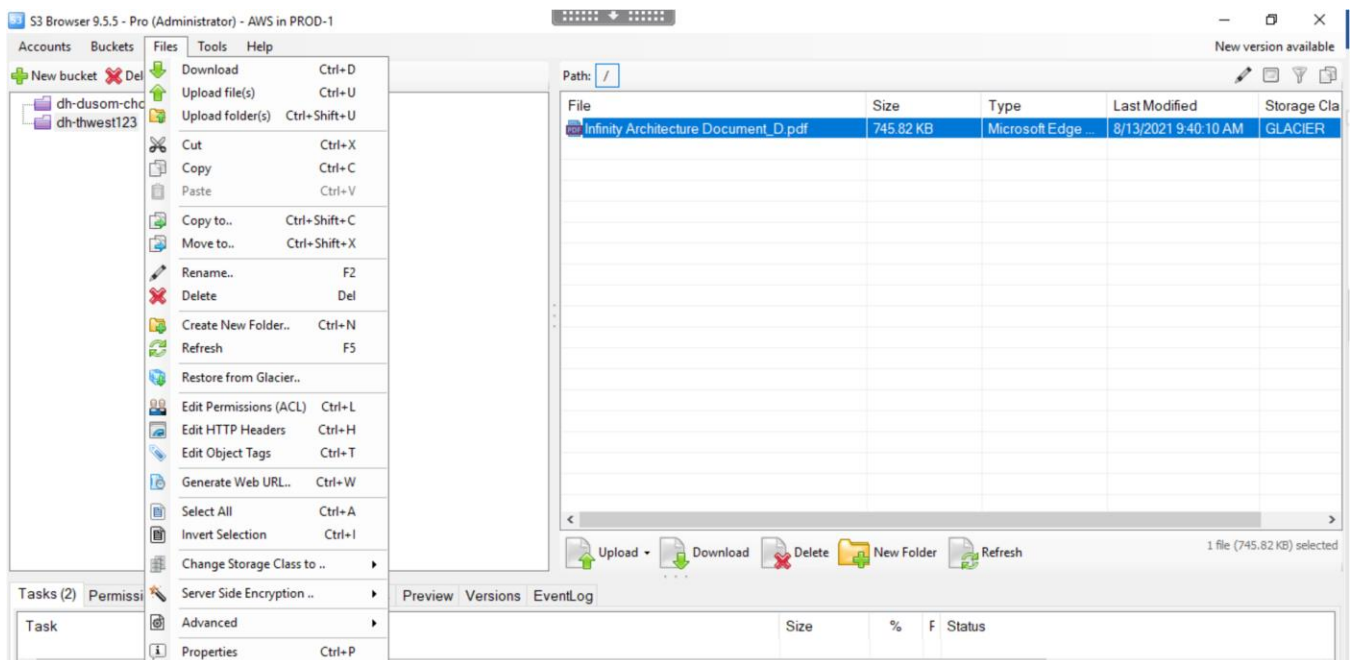 S3 Browser 9.5.5 - Pro (Administrator) - AWS in PROD-1
Accounts Buckets Files Tools Help New version available
New bucket Del
dh-dusom-chc
dh-thwest123
Download Ctrl+D
Upload file(s) Ctrl+U
Upload folder(s) Ctrl+Shift+U
Cut Ctrl+X
Copy Ctrl+C
Paste Ctrl+V
Copy to.. Ctrl+Shift+C
Move to.. Ctrl+Shift+X
Rename.. F2
Delete Del
Create New Folder.. Ctrl+N
Refresh F5
Restore from Glacier..
Edit Permissions (ACL) Ctrl+L
Edit HTTP Headers Ctrl+H
Edit Object Tags Ctrl+T
Generate Web URL.. Ctrl+W
Select All Ctrl+A
Invert Selection Ctrl+I
Change Storage Class to ..
Server Side Encryption ..
Advanced
Properties Ctrl+P
Path: /
File Size Type Last Modified Storage Cla
Infinity Architecture Document_D.pdf 745.82 KB Microsoft Edge ... 8/13/2021 9:40:10 AM GLACIER
Upload Download Delete New Folder Refresh 1 file (745.82 KB) selected
Tasks (2) Permissi Preview Versions EventLog
Task Size % F Status